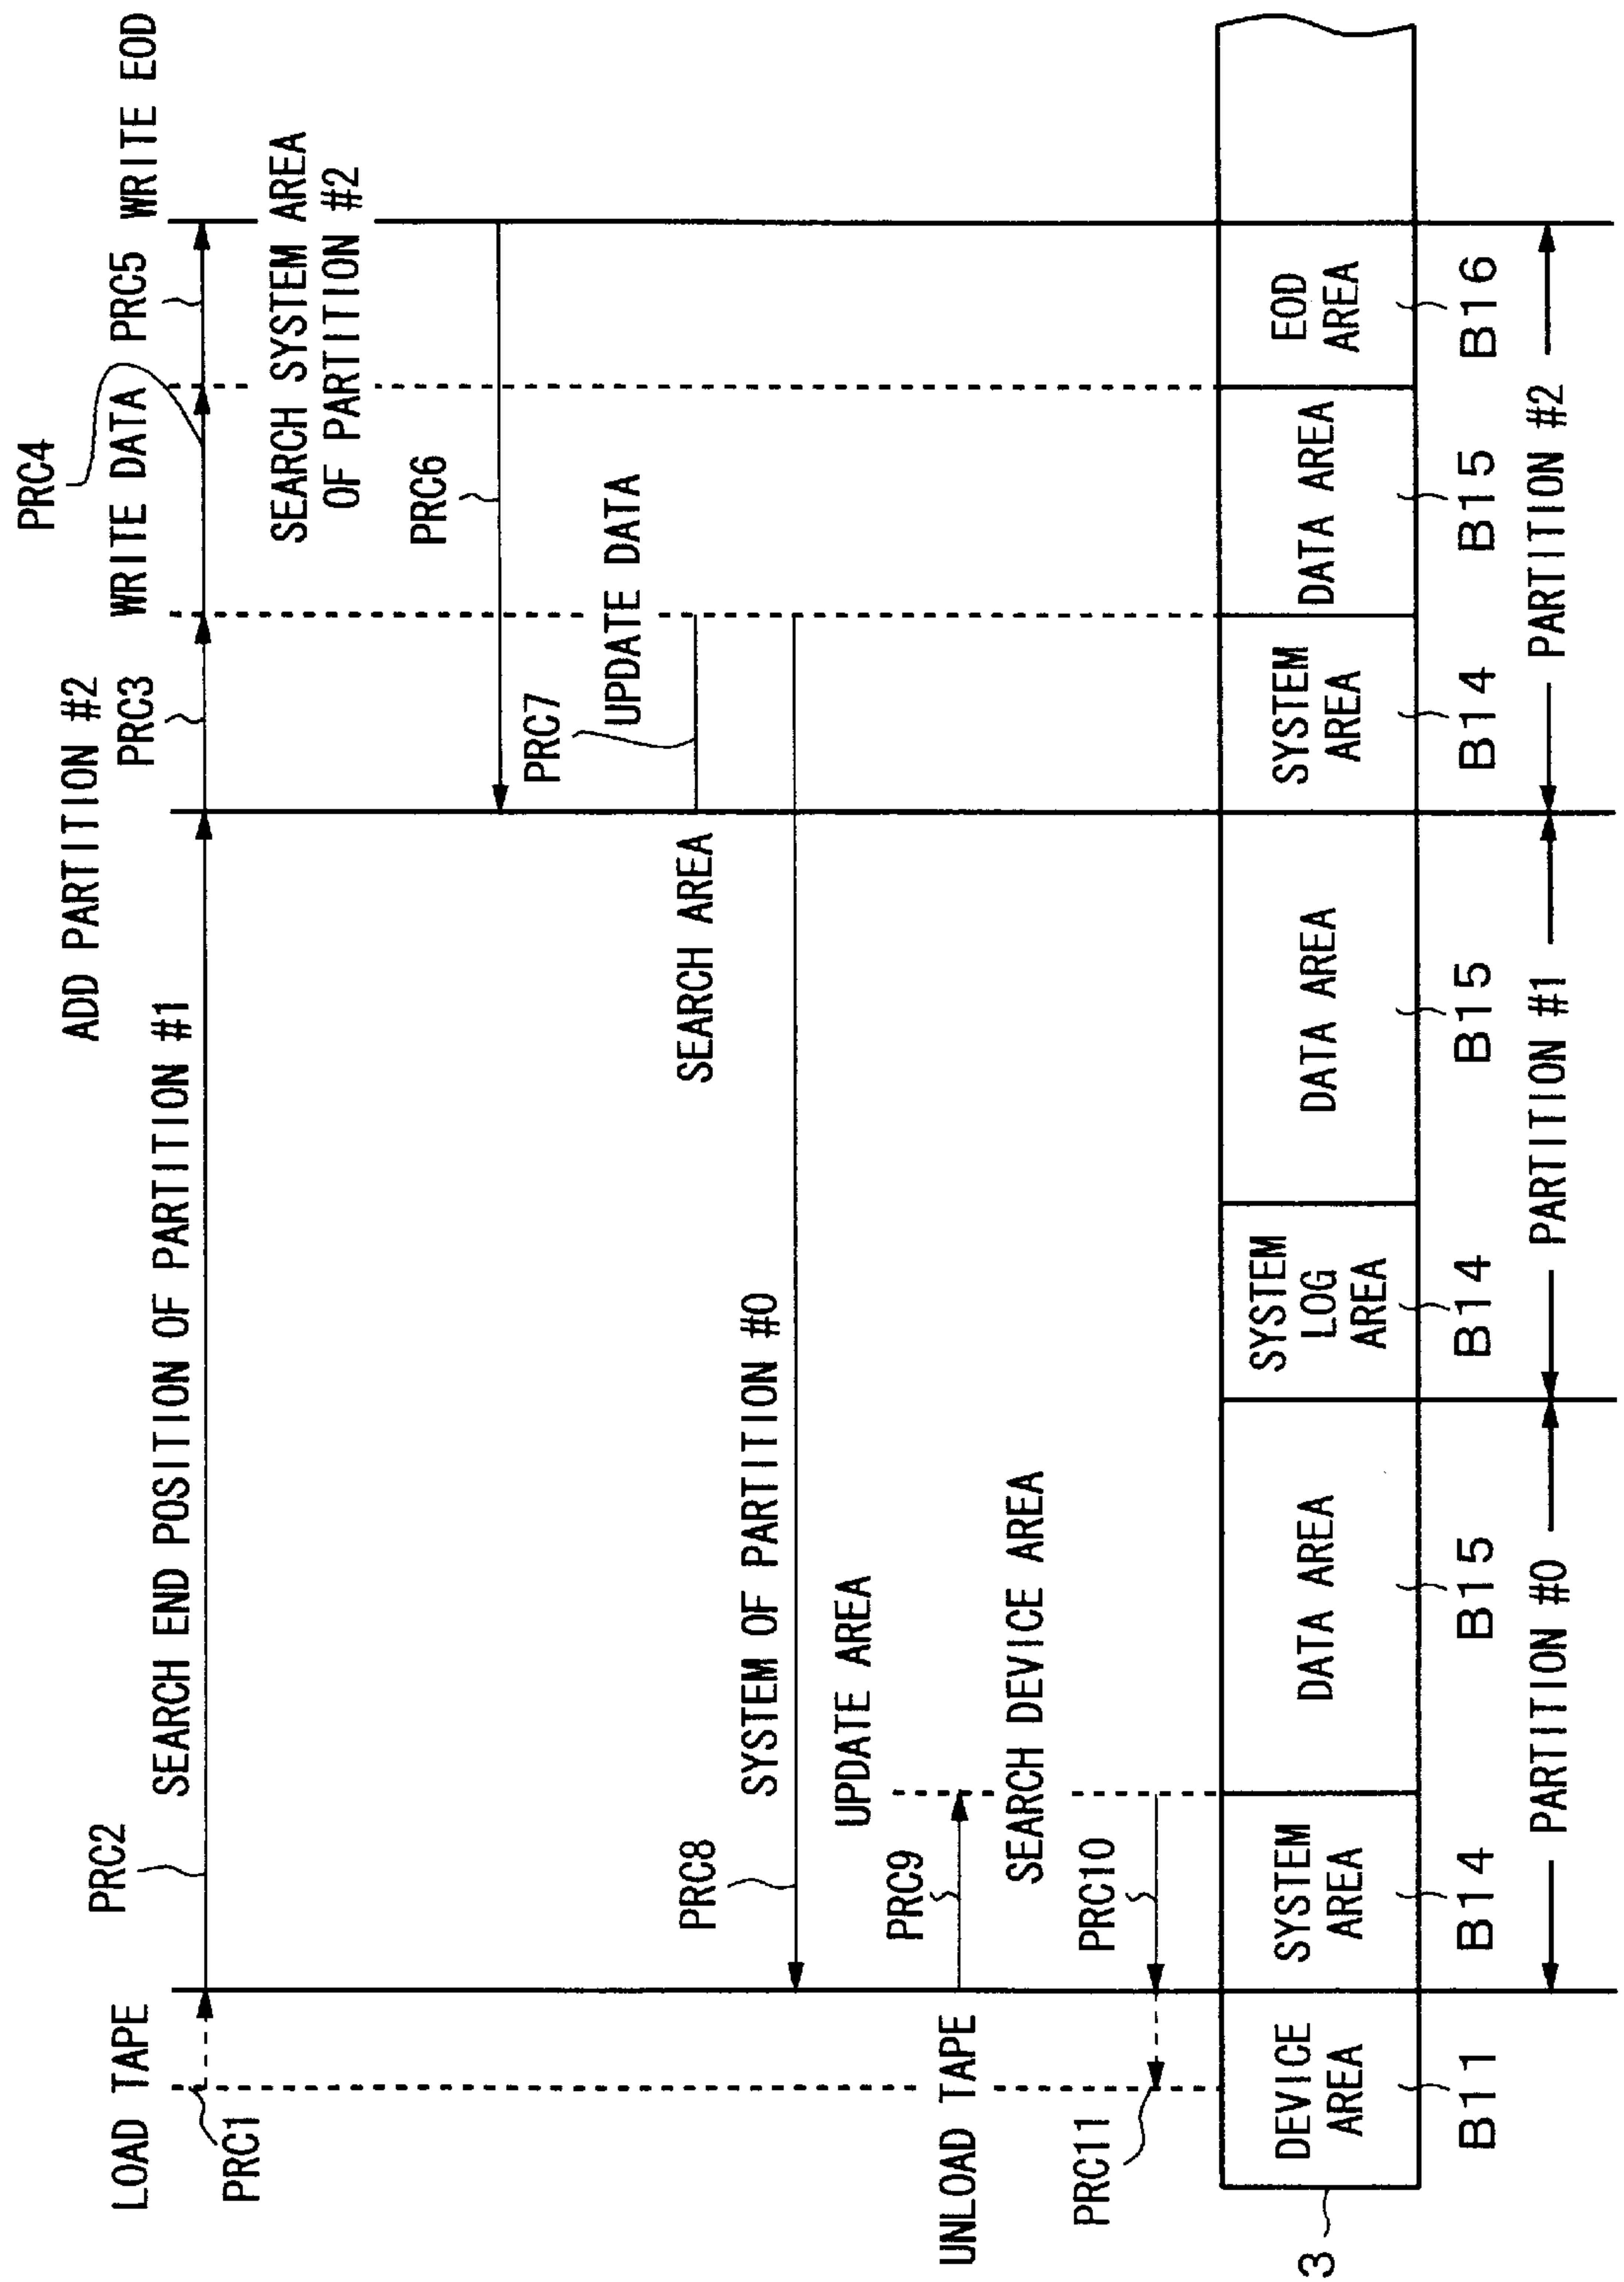 LOAD TAPE
PRC1
PRC2
SEARCH END POSITION OF PARTITION #1
ADD PARTITION #2
PRC3
PRC4
WRITE DATA
PRC5
WRITE EOD
SEARCH SYSTEM AREA
OF PARTITION #2
PRC6
PRC7
UPDATE DATA
SEARCH AREA
SYSTEM OF PARTITION #0
PRC8
UPDATE AREA
PRC9
SEARCH DEVICE AREA
UNLOAD TAPE
PRC10
PRC11
3
DEVICE
AREA
SYSTEM
AREA
DATA AREA
SYSTEM
LOG
AREA
DATA AREA
SYSTEM
AREA
DATA AREA
EOD
AREA
B11
B14
B15
B14
B15
B14
B15
B16
PARTITION #0
PARTITION #1
PARTITION #2